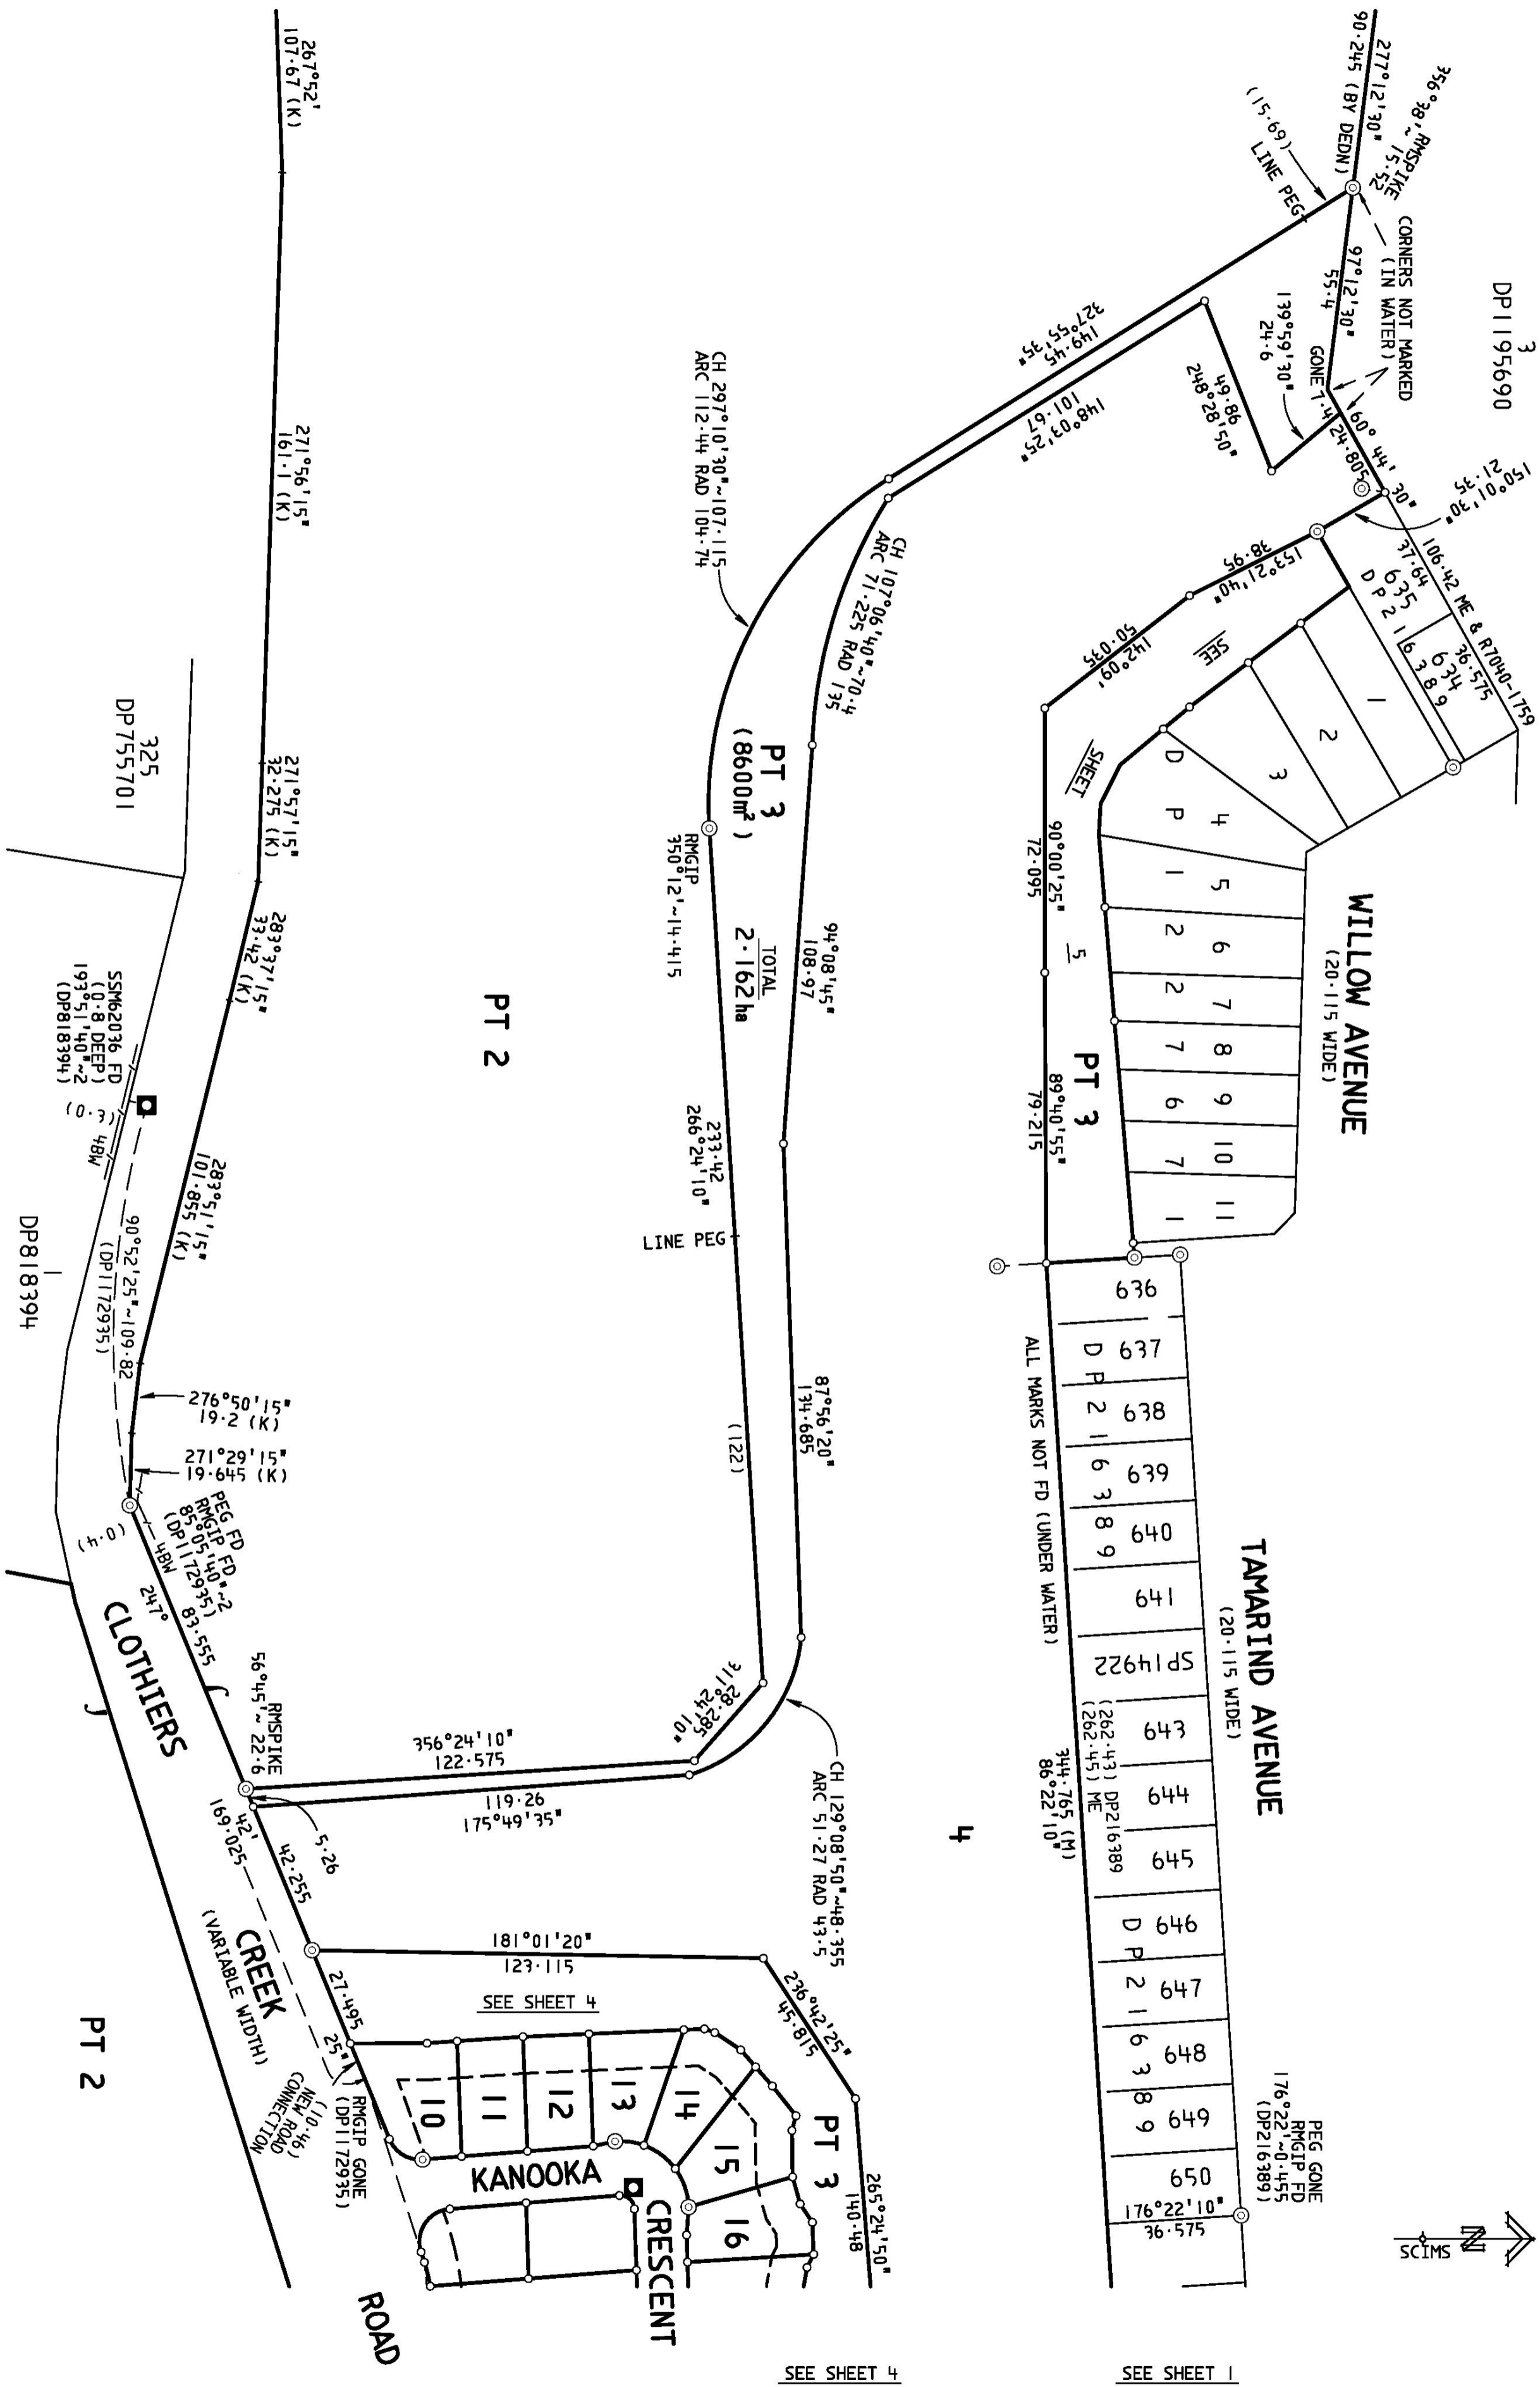 3
DP1195690
356°38'~15·52
RMSPIKE
277°12'30"
90·245 (BY DEDN)
(15·69)
LINE PEG
CORNERS NOT MARKED
(IN WATER)
97°12'30"
55·4
GONE
7·4
60°44'30"
24·805
139°59'30"
24·6
49·86
248°28'50"
150°01'30"
21·35
106·42 ME & R7040-1759
37·64
36·575
635
634
DP216389
153°21'40"
38·95
142°09'
50·035
SEE
SHEET
5
1
2
3
4
5
6
7
8
9
10
11
DP1227671
WILLOW AVENUE
(20·115 WIDE)
90°00'25"
72·095
89°40'55"
79·215
PT 3
327°55'35"
149·45
148°03'25"
101·67
CH 297°10'30"~107·115
ARC 112·44 RAD 104·74
CH 107°06'40"~70·4
ARC 71·225 RAD 135
PT 3
(8600m²)
TOTAL
2·162ha
RMGIP
350°12'~14·415
94°08'45"
108·97
233·42
266°24'10"
LINE PEG
(122)
87°56'20"
134·685
311°24'10"
28·285
CH 129°08'50"~48·355
ARC 51·27 RAD 43·5
356°24'10"
122·575
119·26
175°49'35"
4
636
637
638
639
640
641
SP14922
643
644
645
646
647
648
649
650
DP216389
DP216389
ALL MARKS NOT FD (UNDER WATER)
(262·43) DP216389
(262·45) ME
344·765 (M)
86°22'10"
TAMARIND AVENUE
(20·115 WIDE)
PEG GONE
RMGIP FD
176°22'~0·455
(DP216389)
176°22'10"
36·575
SCIMS
N
267°52'
107·67 (K)
271°56'15"
161·1 (K)
271°57'15"
32·275 (K)
283°37'15"
33·42 (K)
283°51'15"
101·855 (K)
276°50'15"
19·2 (K)
271°29'15"
19·645 (K)
325
DP755701
PT 2
SSM62036 FD
(0·8 DEEP)
193°51'40"~2
(DP818394)
(0·3)
4BW
90°52'25"~109·82
(DP1172935)
1
DP818394
PEG FD
RMGIP FD
85°05'40"~2
(DP1172935)
(0·4)
4BW
247°
83·555
42'
169·025
25"
RMSPIKE
56°45'~22·6
5·26
42·255
27·495
CLOTHIERS
CREEK
ROAD
(VARIABLE WIDTH)
181°01'20"
123·115
SEE SHEET 4
236°42'25"
45·815
265°24'50"
140·48
PT 3
10
11
12
13
14
15
16
KANOOKA
CRESCENT
RMGIP GONE
(DP1172935)
(10·46)
NEW ROAD
CONNECTION
PT 2
SEE SHEET 4
SEE SHEET 1